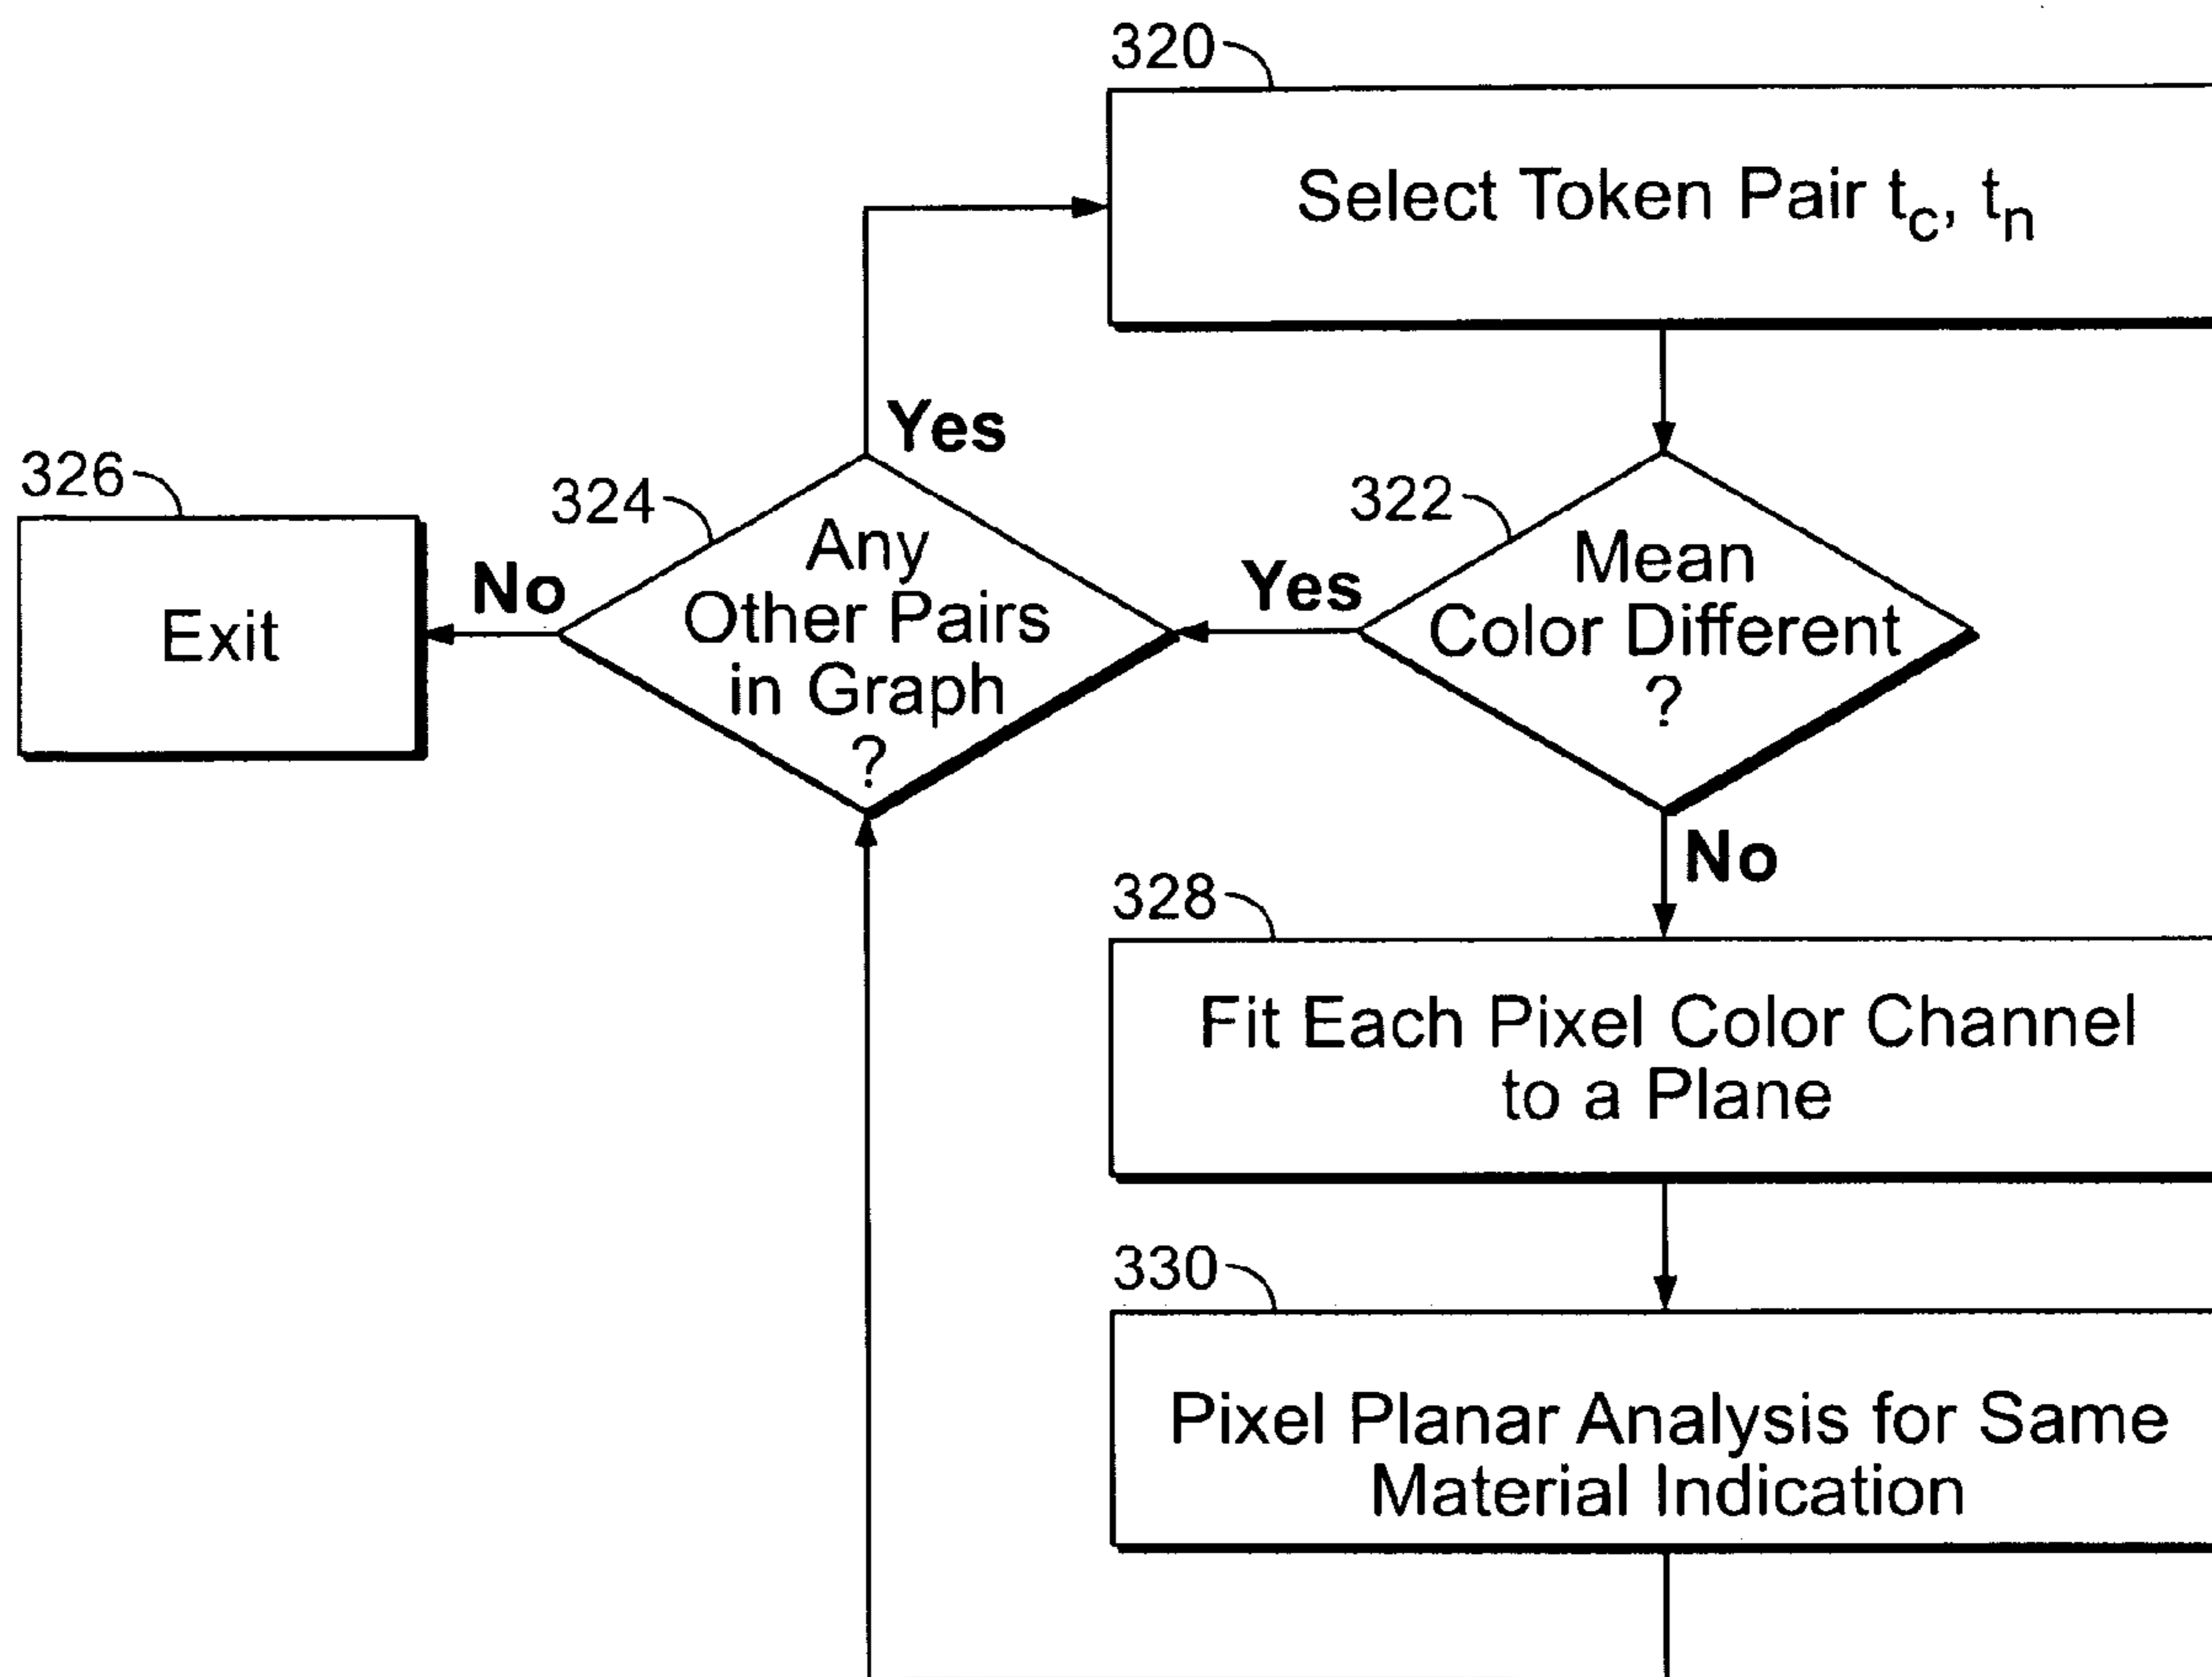 320
Select Token Pair tc, tn
Yes
326
324
322
Any
Other Pairs
in Graph
?
Mean
Color Different
?
Exit
No
Yes
No
328
Fit Each Pixel Color Channel
to a Plane
330
Pixel Planar Analysis for Same
Material Indication